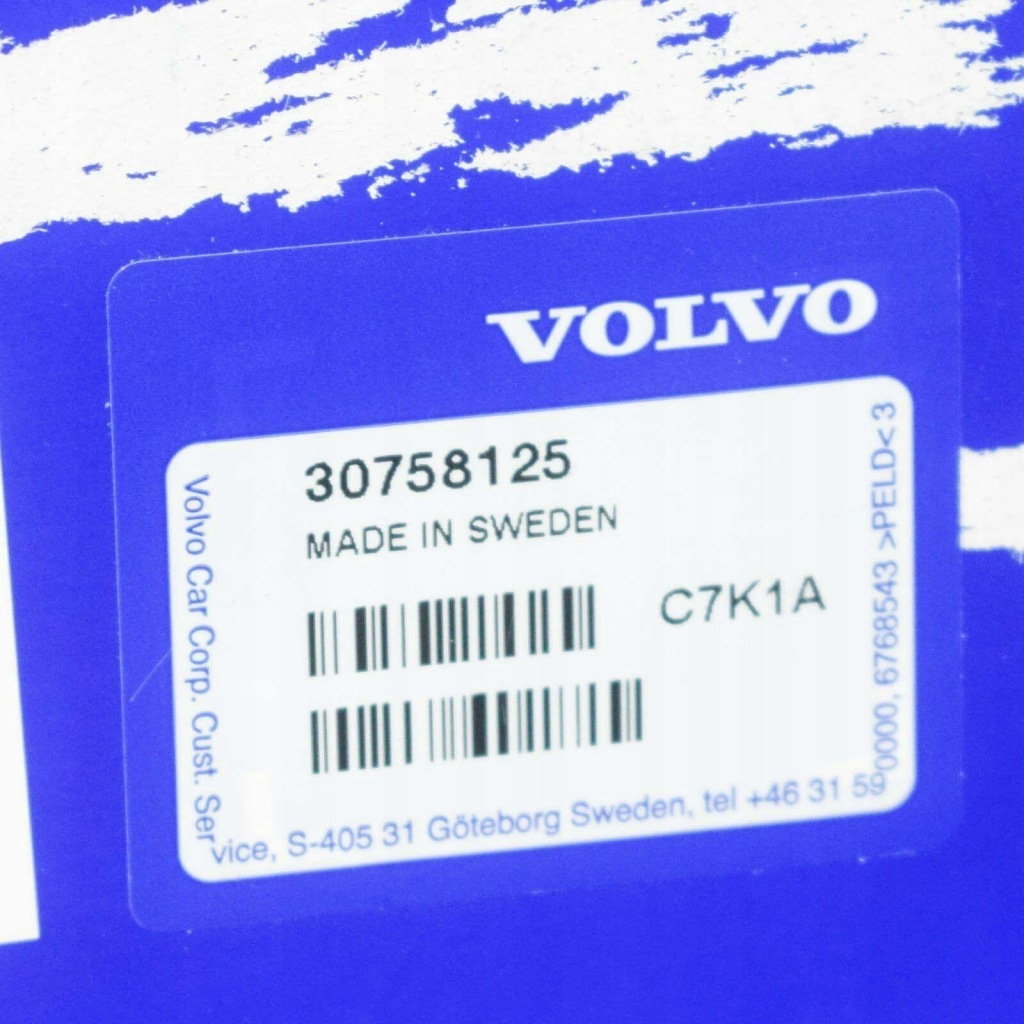 VOLVO
30758125
MADE IN SWEDEN
C7K1A
Volvo Car Corp. Cust. Service, S-405 31 Göteborg Sweden, tel +46 31 590000, 6768543 >PELD< 3